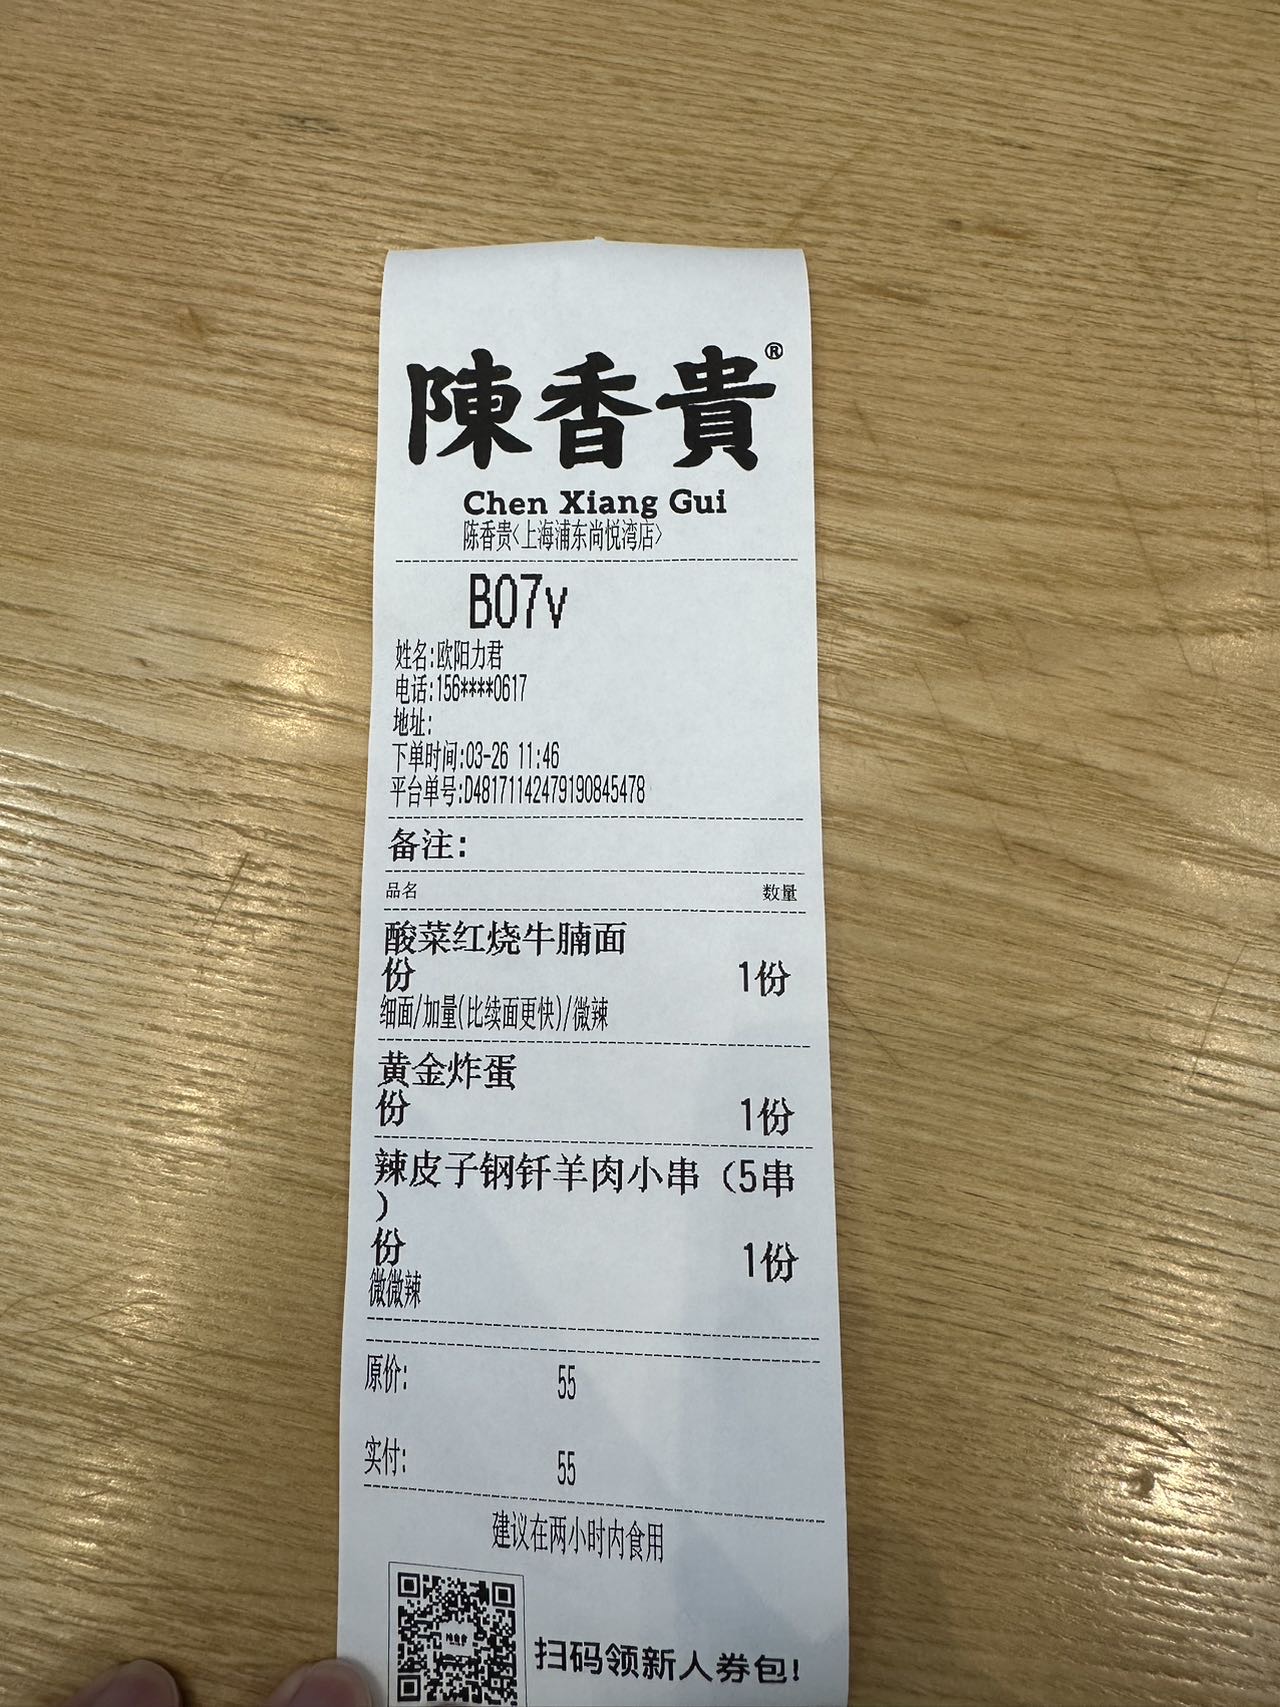 陳香貴®
Chen Xiang Gui
陈香贵<上海浦东尚悦湾店>
B07v
姓名:欧阳力君
电话:156****0617
地址:
下单时间:03-26 11:46
平台单号:D48171142479190845478
备注:
品名 数量
酸菜红烧牛腩面
份 1份
细面/加量(比续面更快)/微辣
黄金炸蛋
份 1份
辣皮子钢钎羊肉小串（5串
）
份 1份
微微辣
原价: 55
实付: 55
建议在两小时内食用
扫码领新人券包!